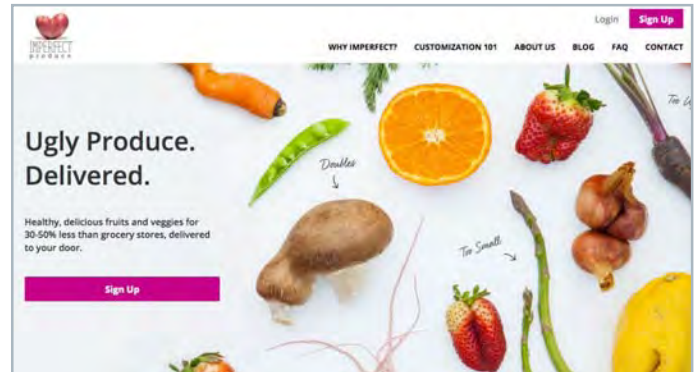 Login Sign Up
IMPERFECT
produce
WHY IMPERFECT? CUSTOMIZATION 101 ABOUT US BLOG FAQ CONTACT
Too
Ugly Produce.
Delivered.
Doubles
Healthy, delicious fruits and veggies for
30-50% less than grocery stores, delivered
to your door.
Too Small
Sign Up